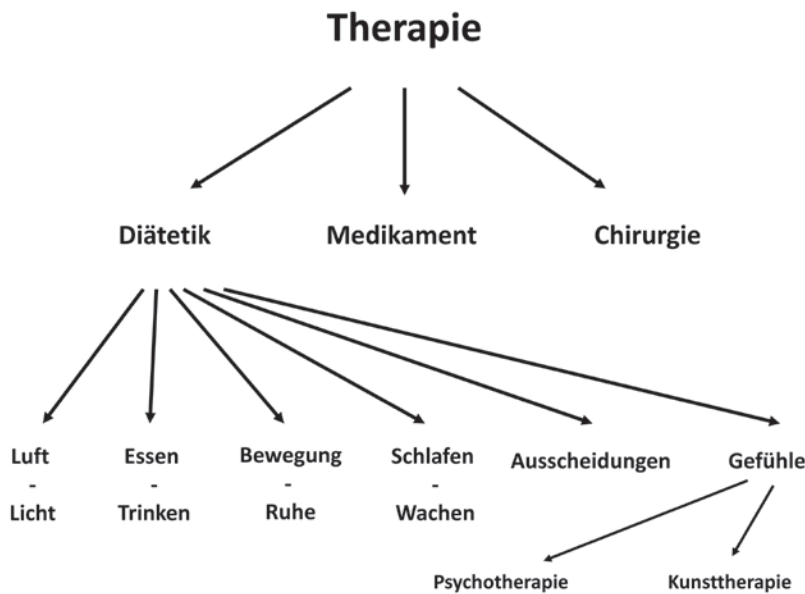 Therapie
Diätetik Medikament Chirurgie
Luft Essen Bewegung Schlafen Ausscheidungen Gefühle
- - - -
Licht Trinken Ruhe Wachen
Psychotherapie Kunsttherapie